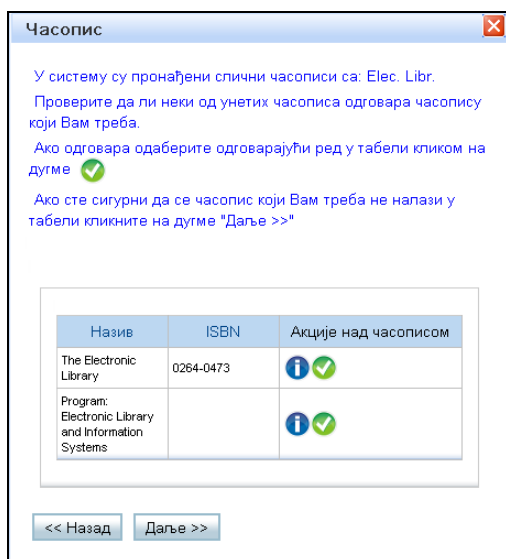 Часопис
У систему су пронађени слични часописи са: Elec. Libr.
Проверите да ли неки од унетих часописа одговара часопису
који Вам треба.
Ако одговара одаберите одговарајући ред у табели кликом на
дугме
Ако сте сигурни да се часопис који Вам треба не налази у
табели кликните на дугме "Даље >>"
Назив ISBN Акције над часописом
The Electronic
Library
0264-0473
Program:
Electronic Library
and Information
Systems
<< Назад Даље >>